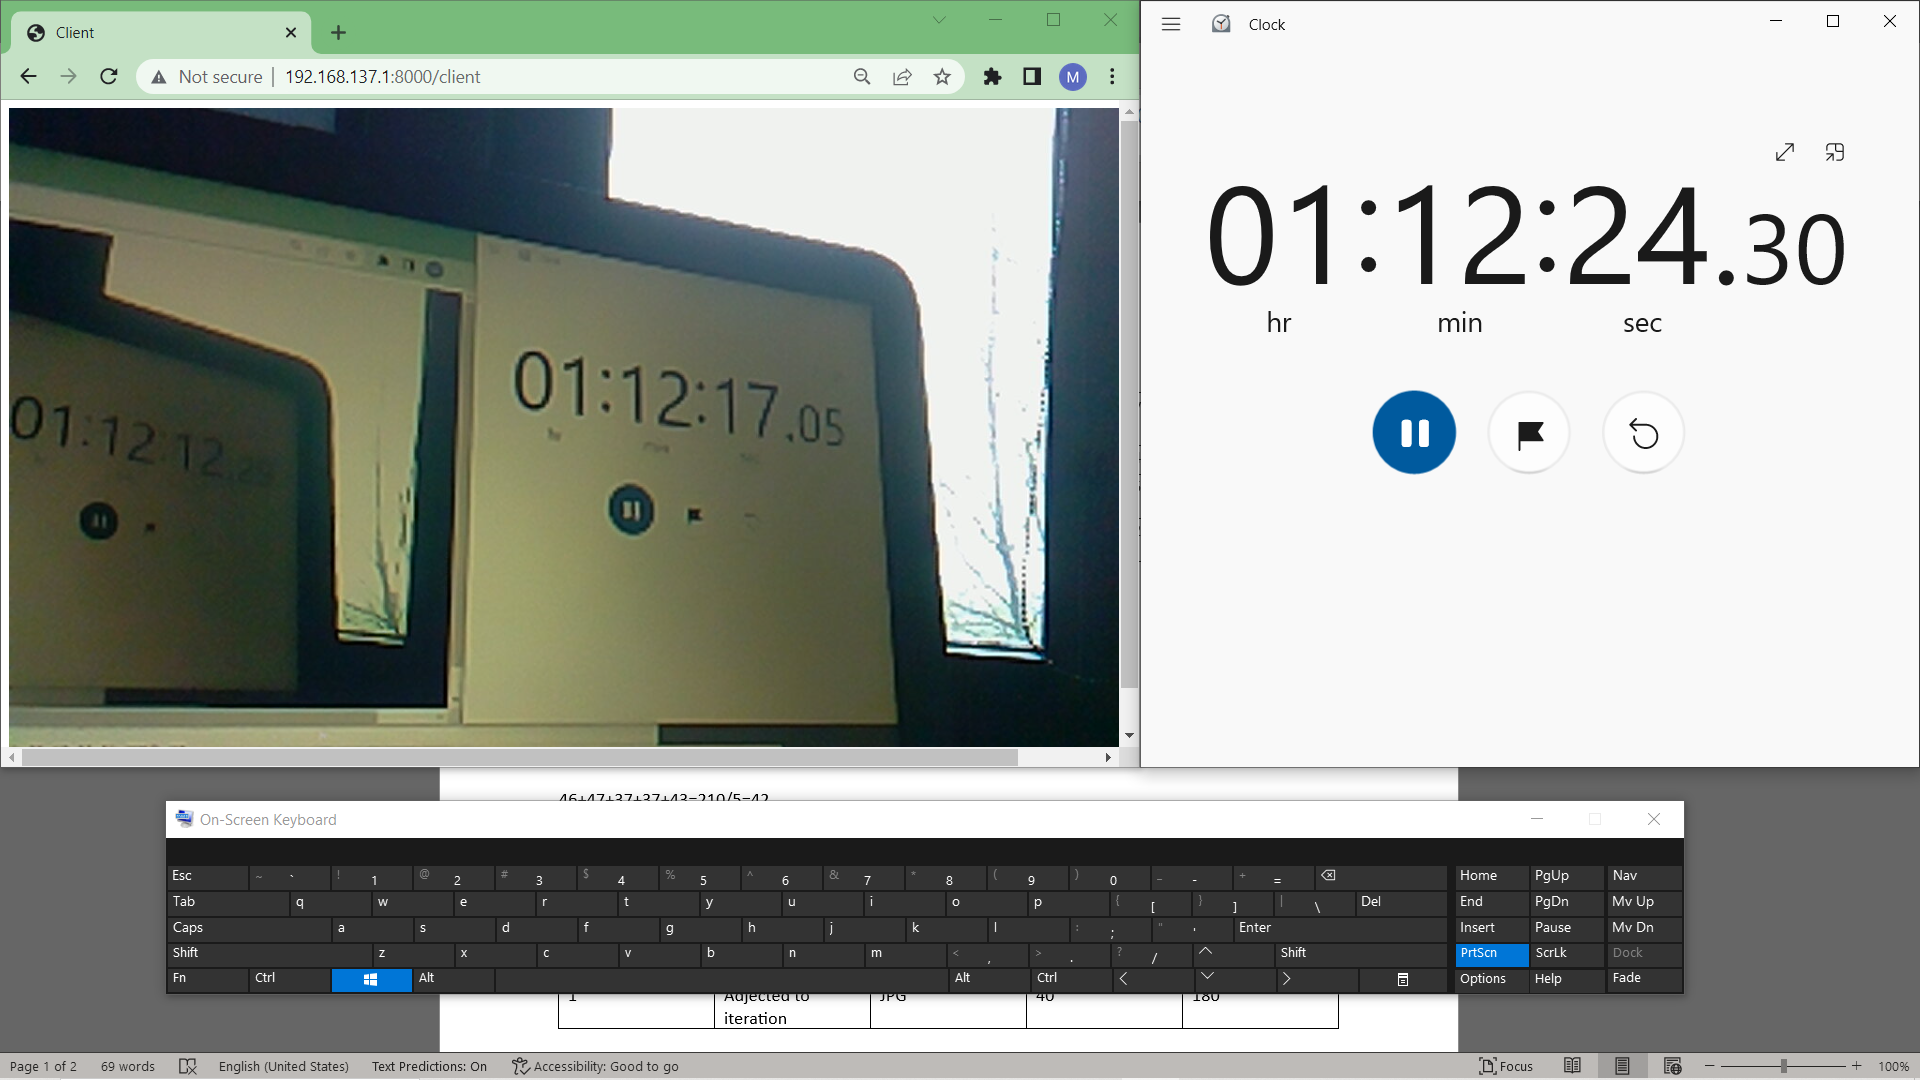 Client
Not secure
192.168.137.1:8000/client
M
Clock
01:12:24.30
hr
min
sec
01:12:17.05
01:12:12
46+47+37+37+43=210/5=42
On-Screen Keyboard
Esc ~ ` ! 1 @ 2 # 3 $ 4 % 5 ^ 6 & 7 * 8 ( 9 ) 0 _ - + = Home PgUp Nav
Tab q w e r t y u i o p { [ } ] | \ Del End PgDn Mv Up
Caps a s d f g h j k l : ; " ' Enter Insert Pause Mv Dn
Shift z x c v b n m < , > . ? / Shift PrtScn ScrLk Dock
Fn Ctrl Alt Alt Ctrl Options Help Fade
1 Adjected to JPG 40 180
iteration
Page 1 of 2 69 words English (United States) Text Predictions: On Accessibility: Good to go Focus 100%